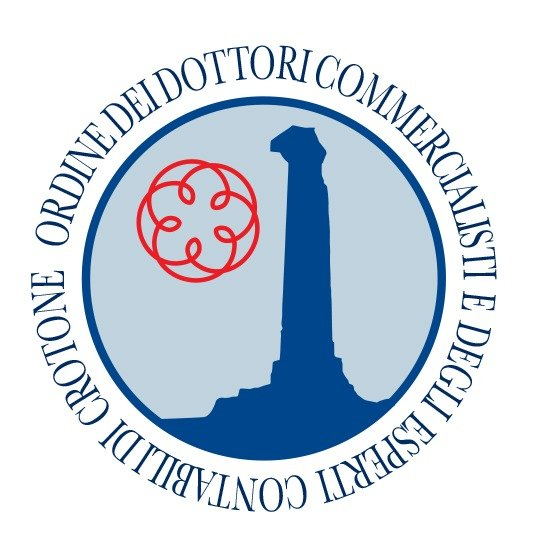 ORDINE DEI DOTTORI COMMERCIALISTI E DEGLI ESPERTI CONTABILI DI CROTONE